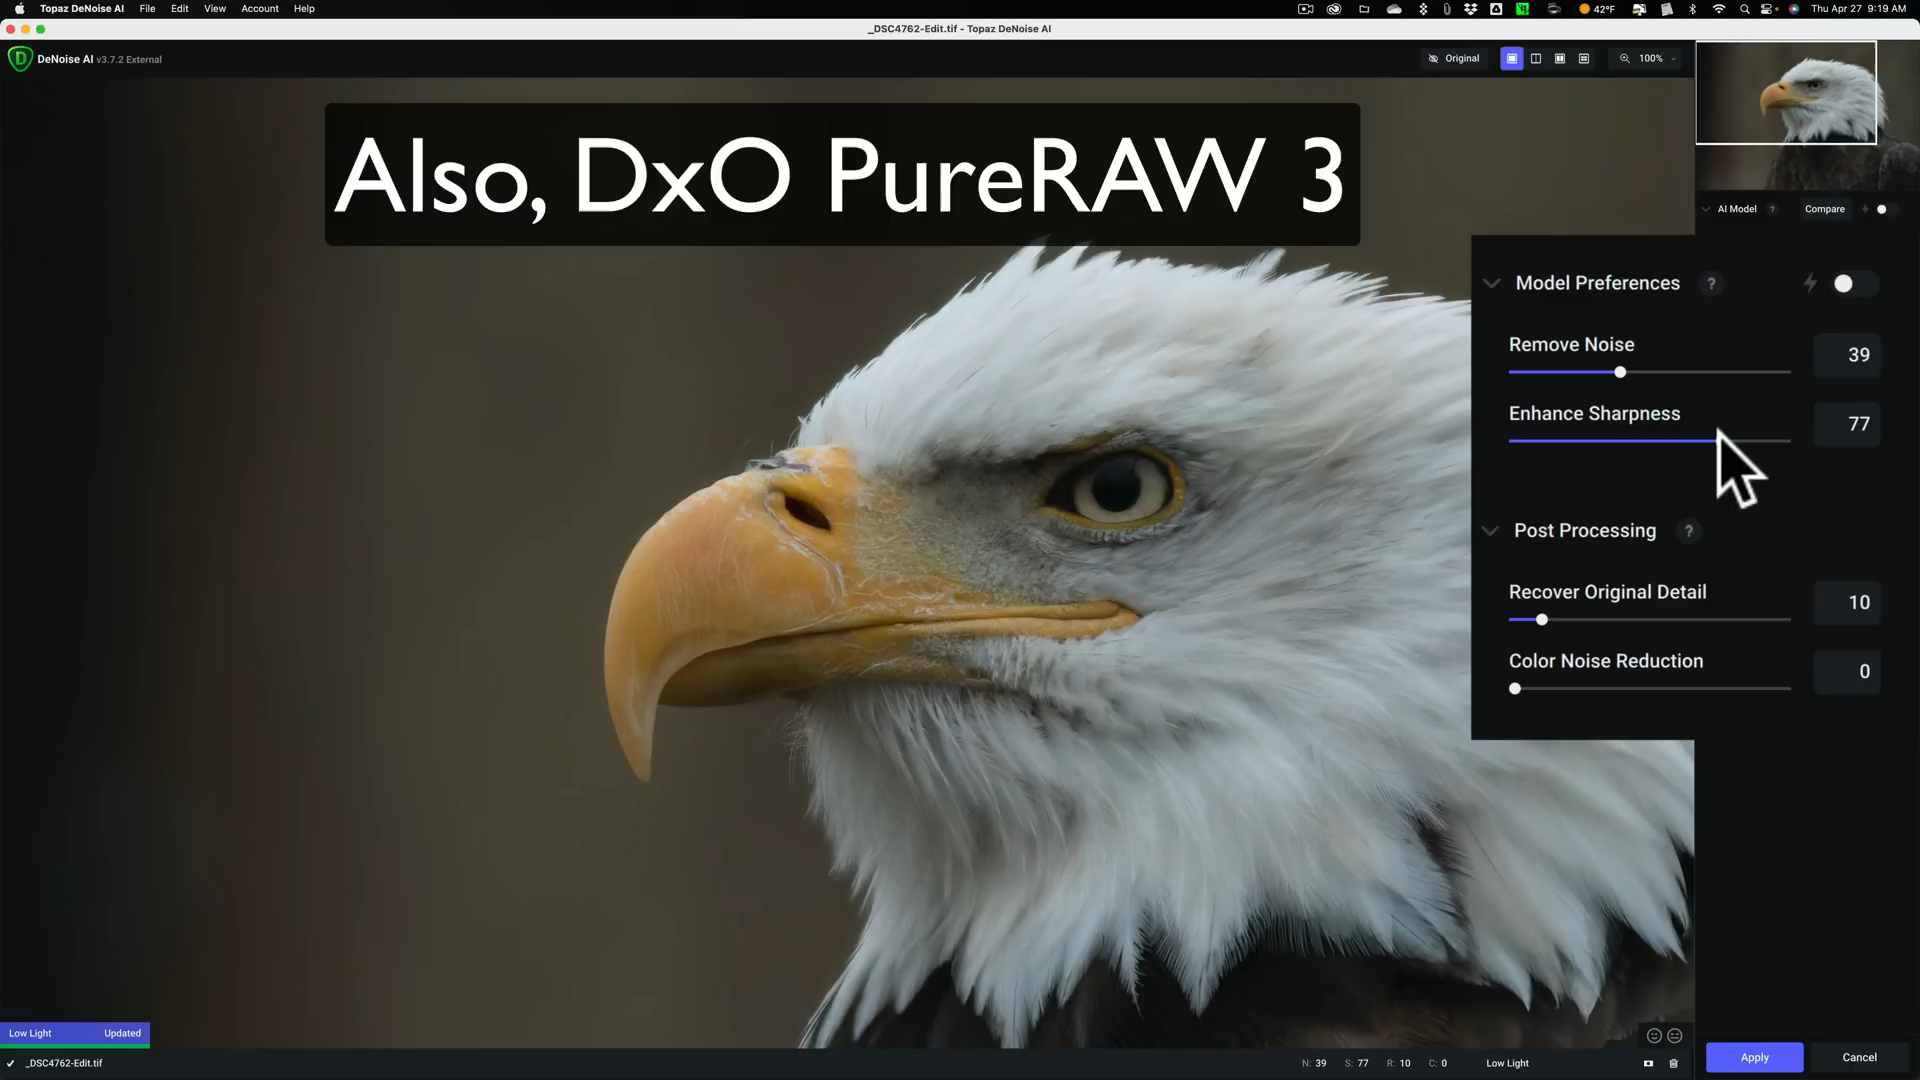 Topaz DeNoise AI File Edit View Account Help 42°F Thu Apr 27 9:19 AM
_DSC4762-Edit.tif - Topaz DeNoise AI
D DeNoise AI v3.7.2 External Original 100%
Also, DxO PureRAW 3
AI Model ? Compare
Model Preferences ?
Remove Noise 39
Enhance Sharpness 77
Post Processing ?
Recover Original Detail 10
Color Noise Reduction 0
Low Light Updated
_DSC4762-Edit.tif N: 39 S: 77 R: 10 C: 0 Low Light
Apply Cancel